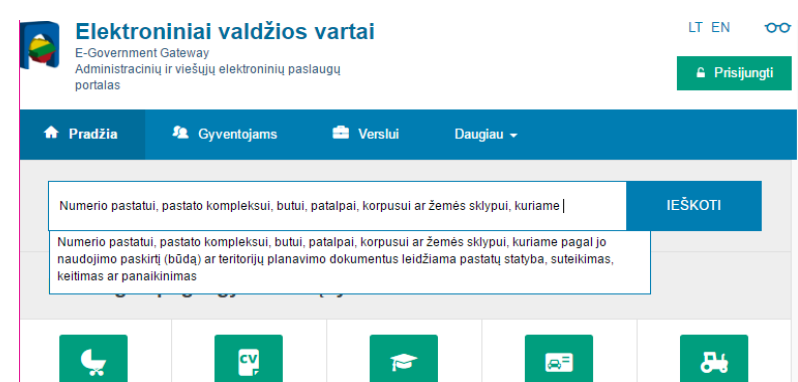 Elektroniniai valdžios vartai
E-Government Gateway
Administracinių ir viešųjų elektroninių paslaugų
portalas
LT EN
Prisijungti
Pradžia
Gyventojams
Verslui
Daugiau
Numerio pastatui, pastato kompleksui, butui, patalpai, korpusui ar žemės sklypui, kuriame
IEŠKOTI
Numerio pastatui, pastato kompleksui, butui, patalpai, korpusui ar žemės sklypui, kuriame pagal jo
naudojimo paskirtį (būdą) ar teritorijų planavimo dokumentus leidžiama pastatų statyba, suteikimas,
keitimas ar panaikinimas
CV